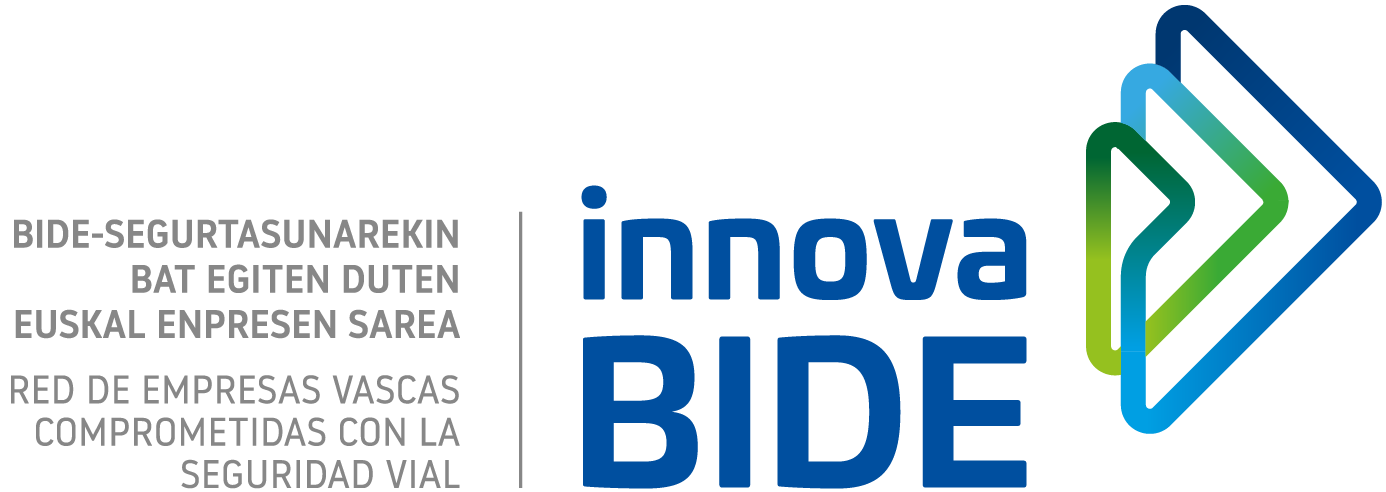 BIDE-SEGURTASUNAREKIN
BAT EGITEN DUTEN
EUSKAL ENPRESEN SAREA
RED DE EMPRESAS VASCAS
COMPROMETIDAS CON LA
SEGURIDAD VIAL
innova
BIDE